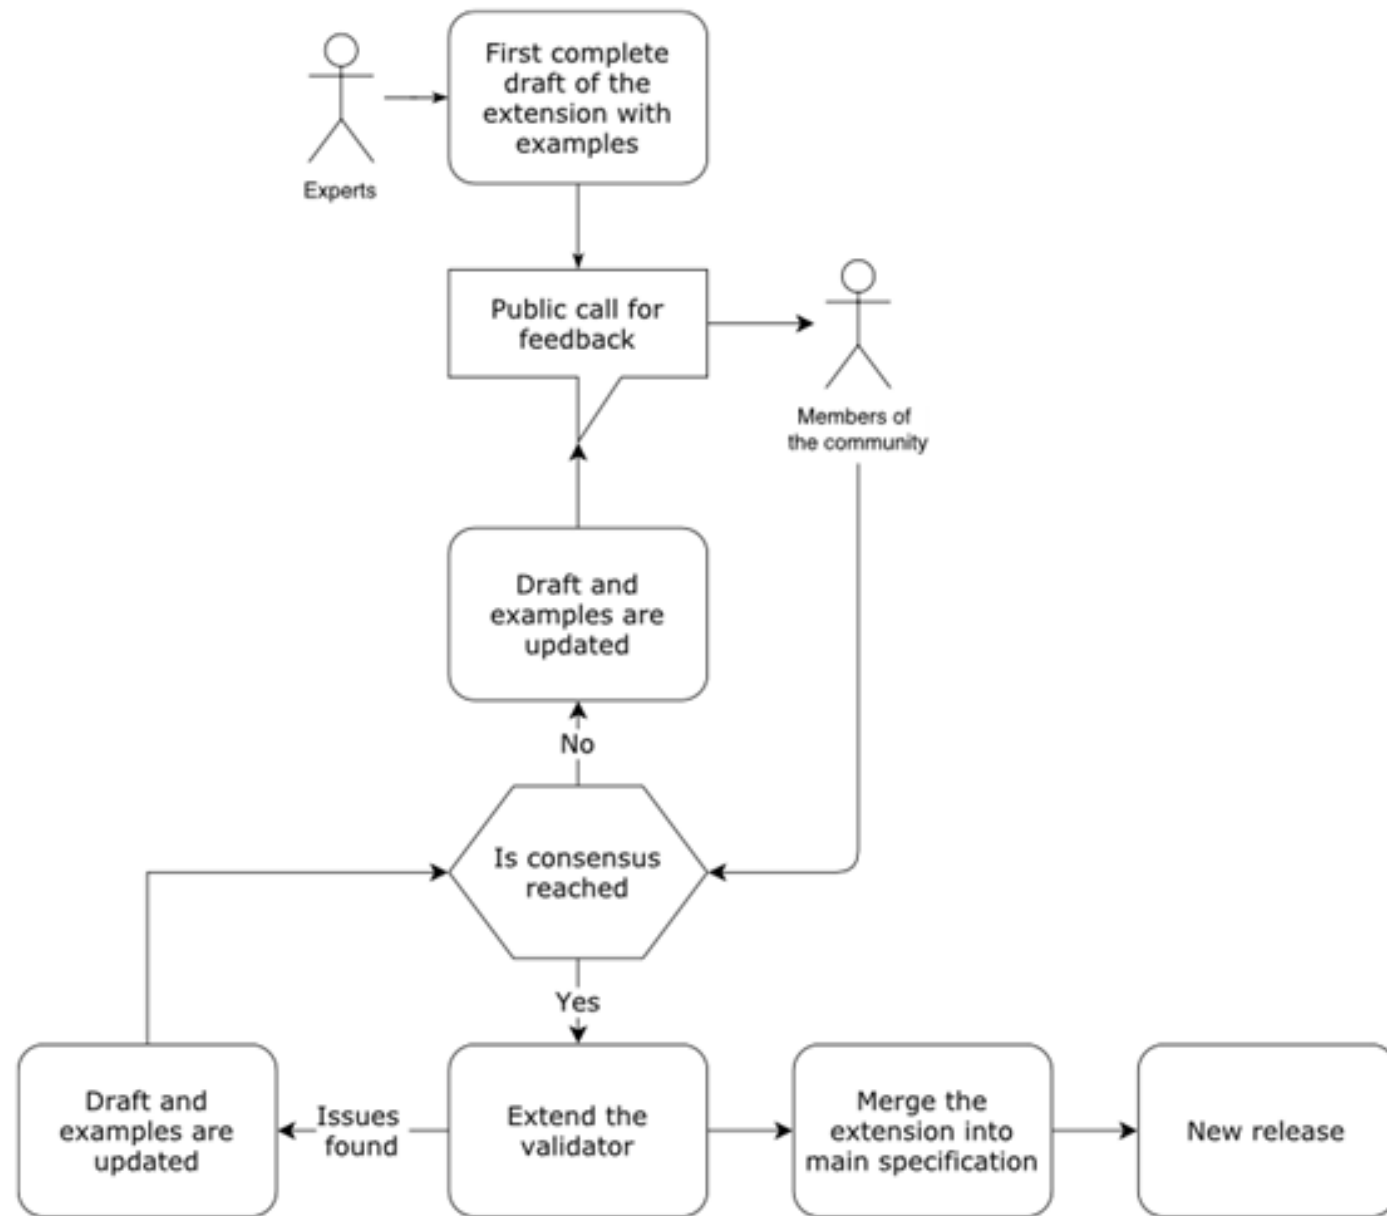 First complete
draft of the
extension with
examples
Experts
Public call for
feedback
Members of
the community
Draft and
examples are
updated
No
Is consensus
reached
Yes
Draft and
examples are
updated
Issues
found
Extend the
validator
Merge the
extension into
main specification
New release